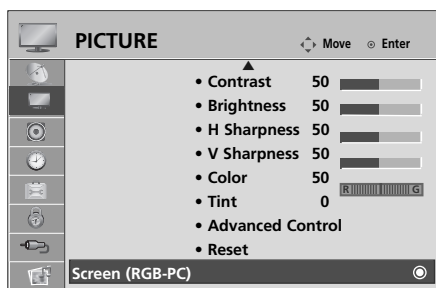 PICTURE Move Enter
• Contrast 50
• Brightness 50
• H Sharpness 50
• V Sharpness 50
• Color 50
• Tint 0 R G
• Advanced Control
• Reset
Screen (RGB-PC)